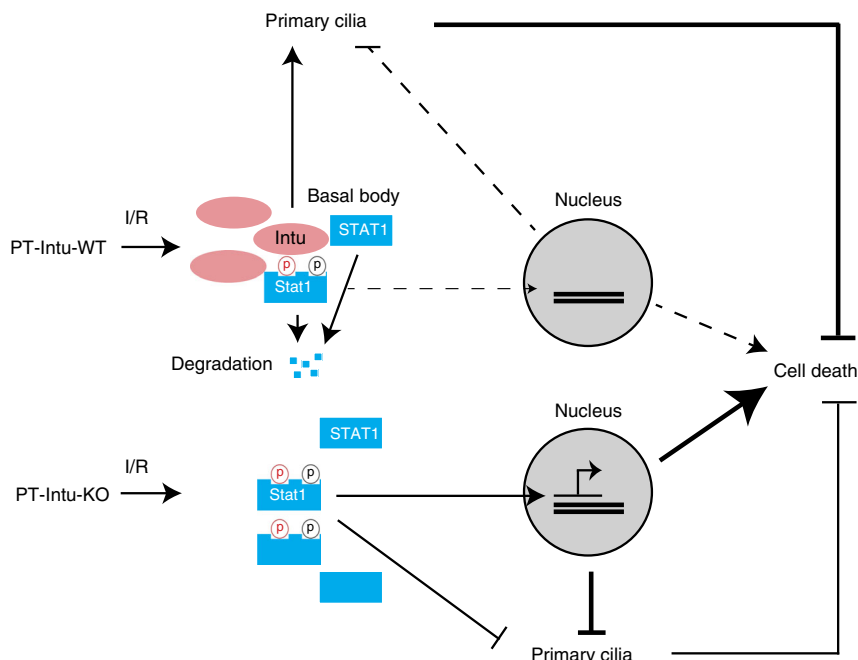 Primary cilia
Basal body
Nucleus
I/R
PT-Intu-WT
Intu
STAT1
p p
Stat1
Degradation
Cell death
STAT1
Nucleus
I/R
PT-Intu-KO
p p
Stat1
p p
Primary cilia